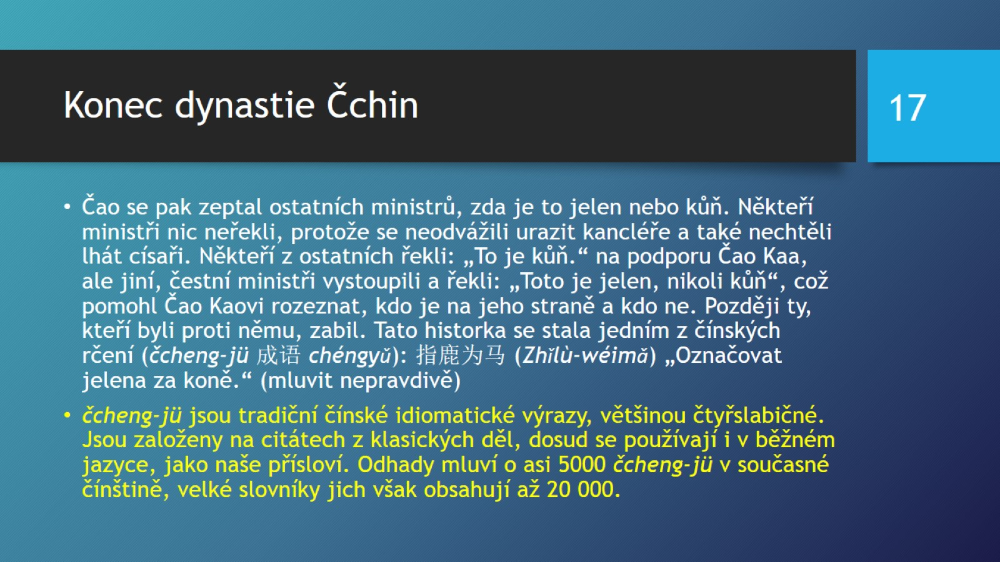 Konec dynastie Čchin
17
• Čao se pak zeptal ostatních ministrů, zda je to jelen nebo kůň. Někteří
ministři nic neřekli, protože se neodvážili urazit kancléře a také nechtěli
lhát císaři. Někteří z ostatních řekli: „To je kůň.“ na podporu Čao Kaa,
ale jiní, čestní ministři vystoupili a řekli: „Toto je jelen, nikoli kůň“, což
pomohl Čao Kaovi rozeznat, kdo je na jeho straně a kdo ne. Později ty,
kteří byli proti němu, zabil. Tato historka se stala jedním z čínských
rčení (čcheng-jü 成语 chéngyǔ): 指鹿为马 (Zhǐlù-wéimǎ) „Označovat
jelena za koně.“ (mluvit nepravdivě)
• čcheng-jü jsou tradiční čínské idiomatické výrazy, většinou čtyřslabičné.
Jsou založeny na citátech z klasických děl, dosud se používají i v běžném
jazyce, jako naše přísloví. Odhady mluví o asi 5000 čcheng-jü v současné
čínštině, velké slovníky jich však obsahují až 20 000.